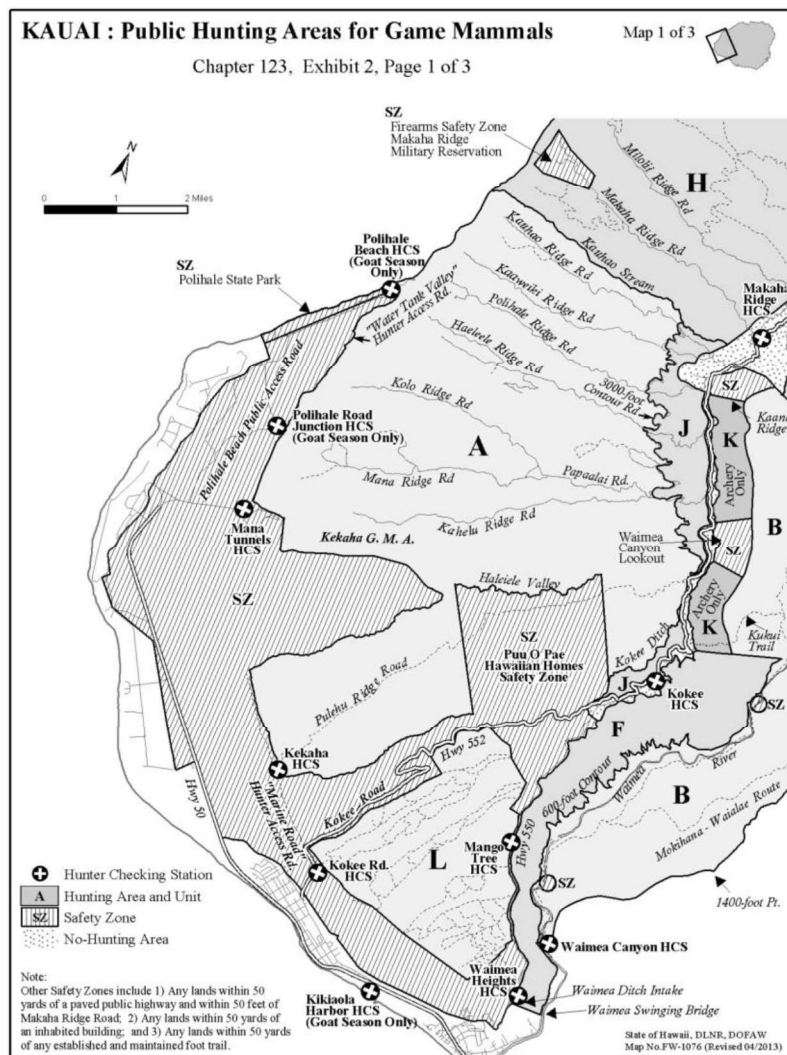 KAUAI : Public Hunting Areas for Game Mammals
Map 1 of 3
Chapter 123, Exhibit 2, Page 1 of 3
N
0 1 2 Miles
SZ
Firearms Safety Zone
Makaha Ridge
Military Reservation
H
Milolii Ridge Rd
Makaha Ridge Rd
Kauhao Ridge Rd
Kauhao Stream
Polihale
Beach HCS
(Goat Season
Only)
SZ
Polihale State Park
"Water Tank Valley"
Hunter Access Rd.
Kaaweiki Ridge Rd
Polihale Ridge Rd
Haeleele Ridge Rd
Makaha
Ridge
HCS
3000-foot
Contour Rd
SZ
Polihale Beach Public Access Road
Kolo Ridge Rd
Polihale Road
Junction HCS
(Goat Season Only)
A
J
K
Archery
Only
Kaana
Ridge
Mana Ridge Rd
Papaalai Rd.
B
Kahelu Ridge Rd
Mana
Tunnels
HCS
Kekaha G. M. A.
Waimea
Canyon
Lookout
SZ
SZ
Haleiele Valley
Archery
Only
K
Kukui
Trail
SZ
Puu O Pae
Hawaiian Homes
Safety Zone
Kokee Ditch
Pulehu Ridge Road
J
Kokee
HCS
SZ
F
Kekaha
HCS
Hwy 552
Hwy 50
"Marine Road"
Hunter Access Rd.
Kokee Road
600-foot Contour
Waimea
River
B
Mokihana - Waialae Route
L
Hwy 550
Mango
Tree HCS
Kokee Rd.
HCS
SZ
1400-foot Pt.
Hunter Checking Station
A Hunting Area and Unit
SZ Safety Zone
No-Hunting Area
Waimea Canyon HCS
Waimea
Heights
HCS
Waimea Ditch Intake
Waimea Swinging Bridge
Kikiaola
Harbor HCS
(Goat Season Only)
Note:
Other Safety Zones include 1) Any lands within 50
yards of a paved public highway and within 50 feet of
Makaha Ridge Road; 2) Any lands within 50 yards of
an inhabited building; and 3) Any lands within 50 yards
of any established and maintained foot trail.
State of Hawaii, DLNR, DOFAW
Map No.FW-1076 (Revised 04/2013)